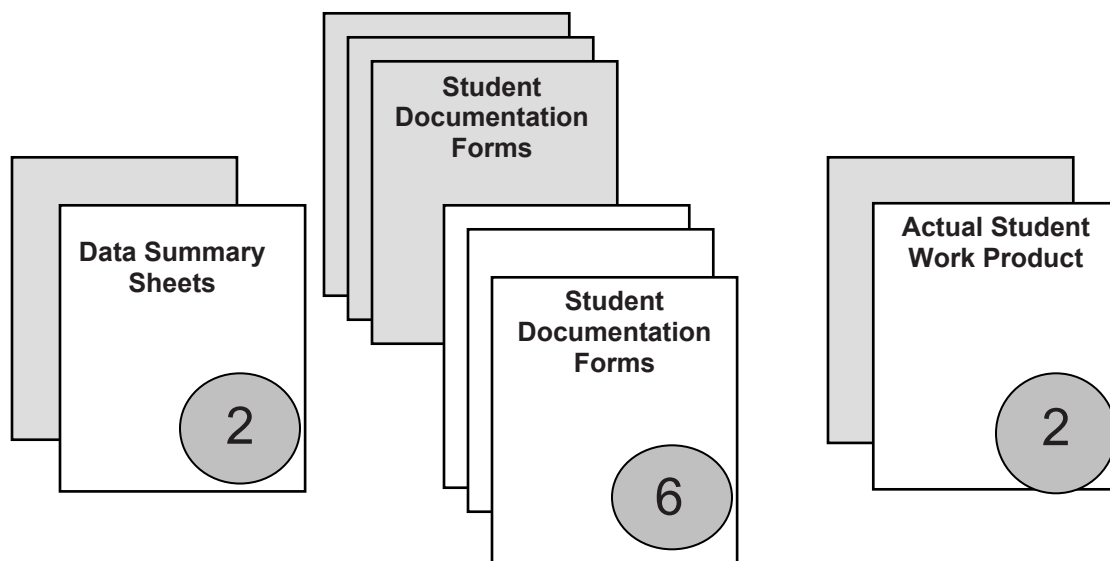 Student
Documentation
Forms
Data Summary
Sheets
2
Student
Documentation
Forms
6
Actual Student
Work Product
2